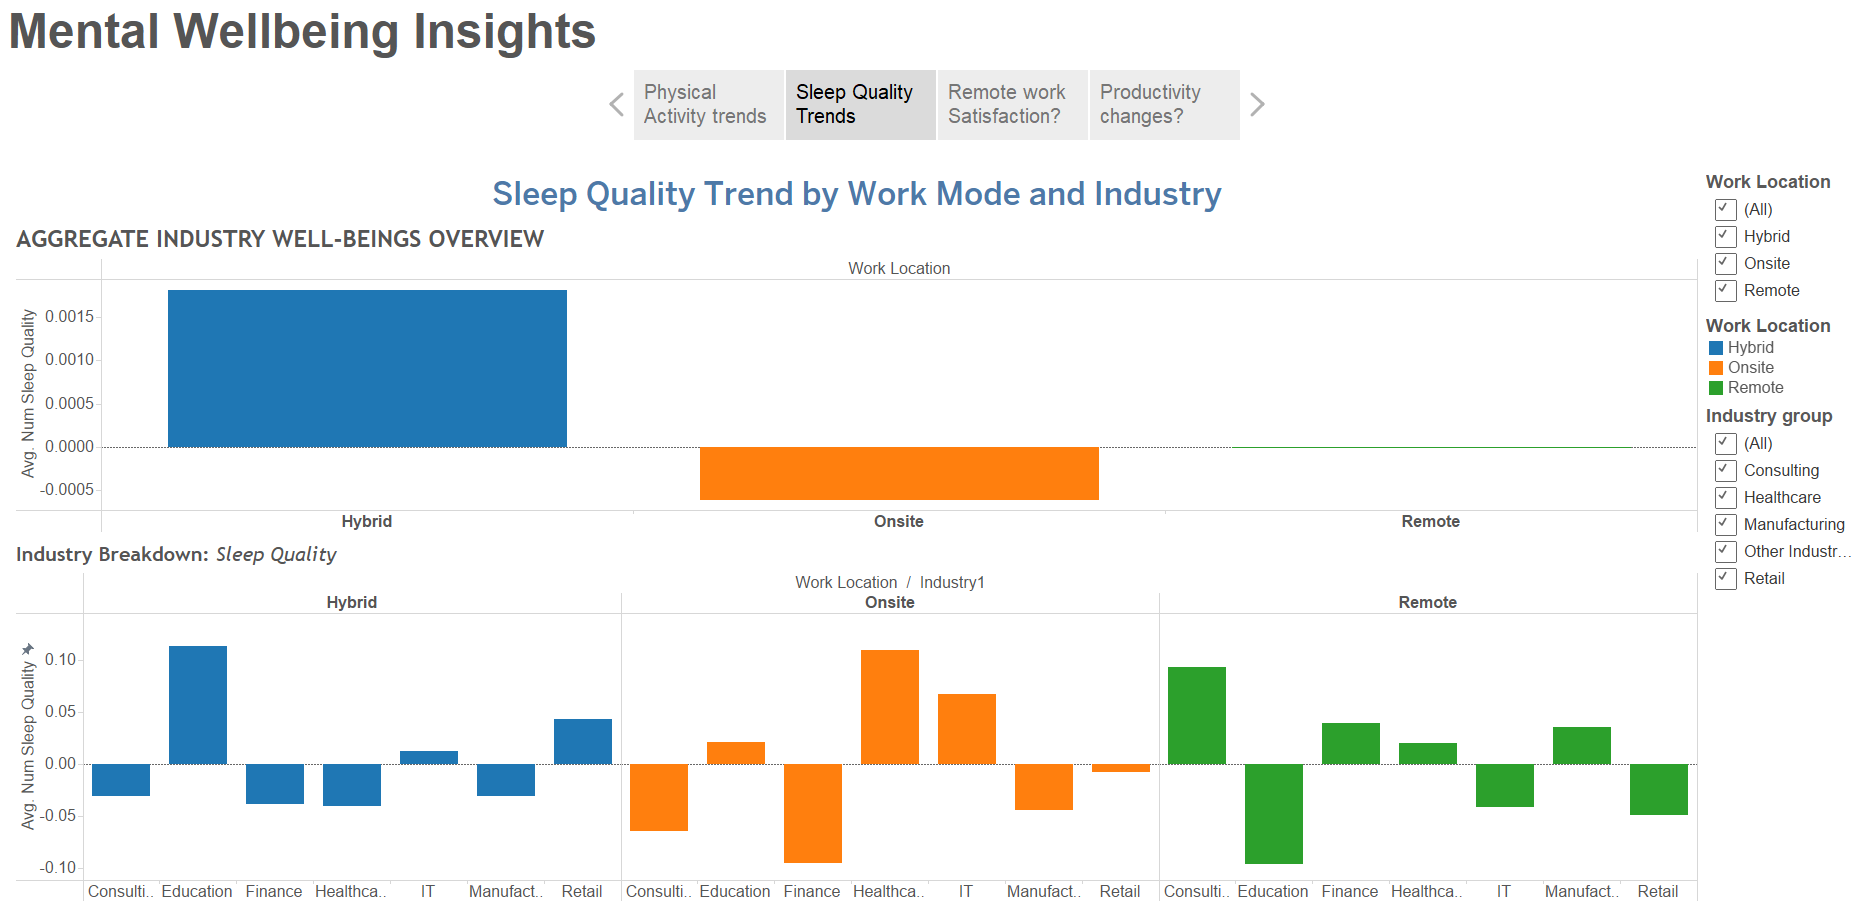 Mental Wellbeing Insights
Physical
Activity trends
Sleep Quality
Trends
Remote work
Satisfaction?
Productivity
changes?
Sleep Quality Trend by Work Mode and Industry
AGGREGATE INDUSTRY WELL-BEINGS OVERVIEW
Work Location
Avg. Num Sleep Quality
0.0015
0.0010
0.0005
0.0000
-0.0005
Hybrid Onsite Remote
Industry Breakdown: Sleep Quality
Work Location / Industry1
Hybrid Onsite Remote
Avg. Num Sleep Quality
0.10
0.05
0.00
-0.05
-0.10
Consulti.. Education Finance Healthca.. IT Manufact.. Retail Consulti.. Education Finance Healthca.. IT Manufact.. Retail Consulti.. Education Finance Healthca.. IT Manufact.. Retail
Work Location
(All)
Hybrid
Onsite
Remote
Work Location
Hybrid
Onsite
Remote
Industry group
(All)
Consulting
Healthcare
Manufacturing
Other Industr...
Retail